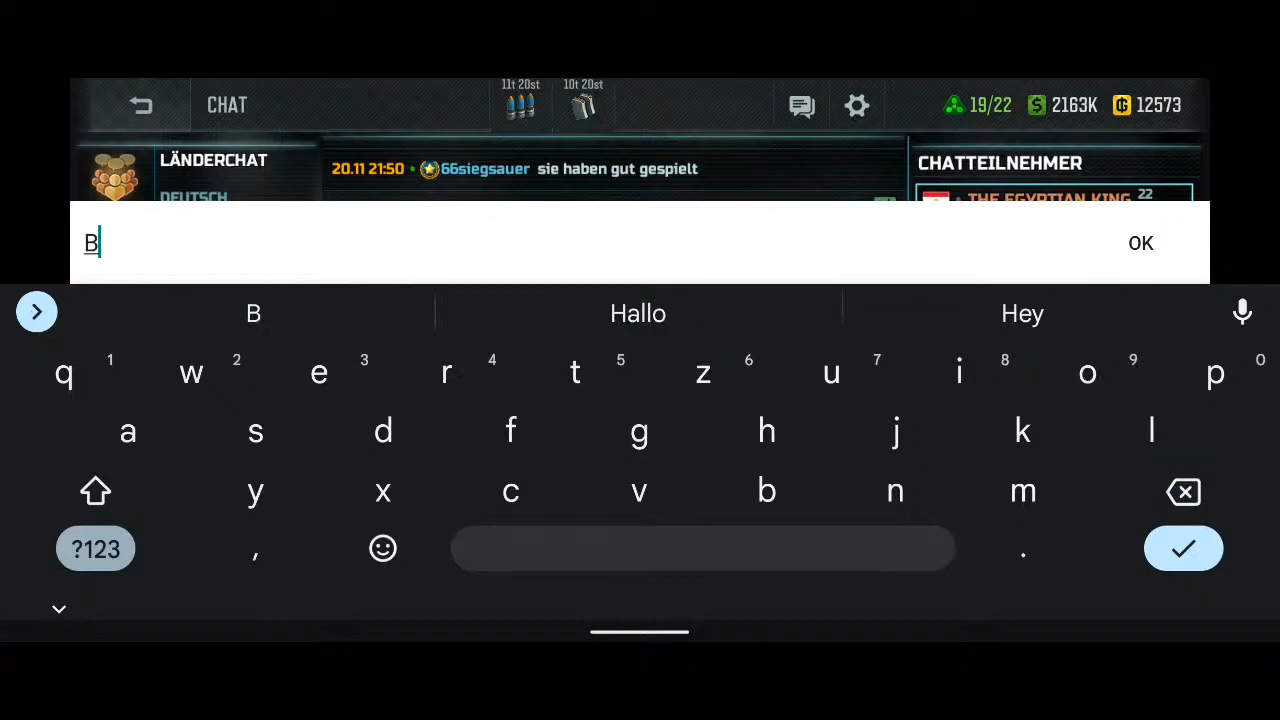 11t 20st 10t 20st
CHAT 19/22 2163K 12573
LÄNDERCHAT
DEUTSCH
20.11 21:50 • 66siegsauer sie haben gut gespielt
CHATTEILNEHMER
THE EGYPTIAN KING 22
B
OK
B Hallo Hey
q 1 w 2 e 3 r 4 t 5 z 6 u 7 i 8 o 9 p 0
a s d f g h j k l
y x c v b n m
?123 , .